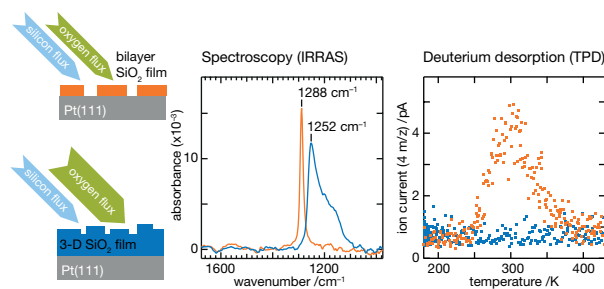 silicon flux
oxygen flux
bilayer
SiO₂ film
Pt(111)
silicon flux
oxygen flux
3-D SiO₂ film
Pt(111)
Spectroscopy (IRRAS)
1288 cm⁻¹
1252 cm⁻¹
absorbance (x10⁻³)
10
0
1600
1200
wavenumber /cm⁻¹
Deuterium desorption (TPD)
ion current (4 m/z) / pA
4
2
0
200
300
400
temperature /K